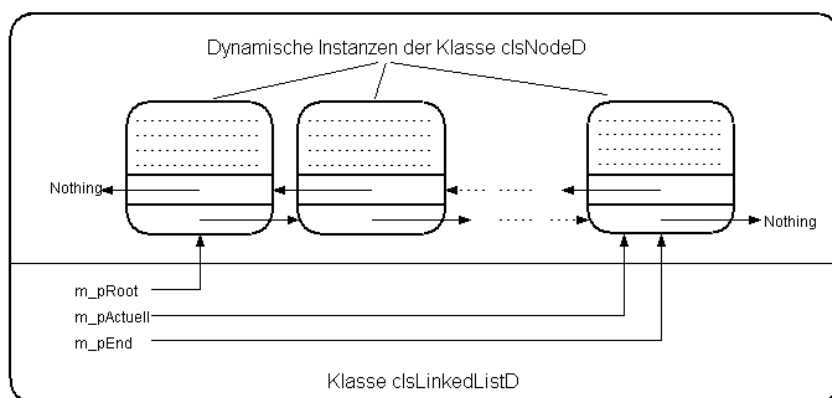 Dynamische Instanzen der Klasse clsNodeD
Nothing
Nothing
m_pRoot
m_pActuell
m_pEnd
Klasse clsLinkedListD